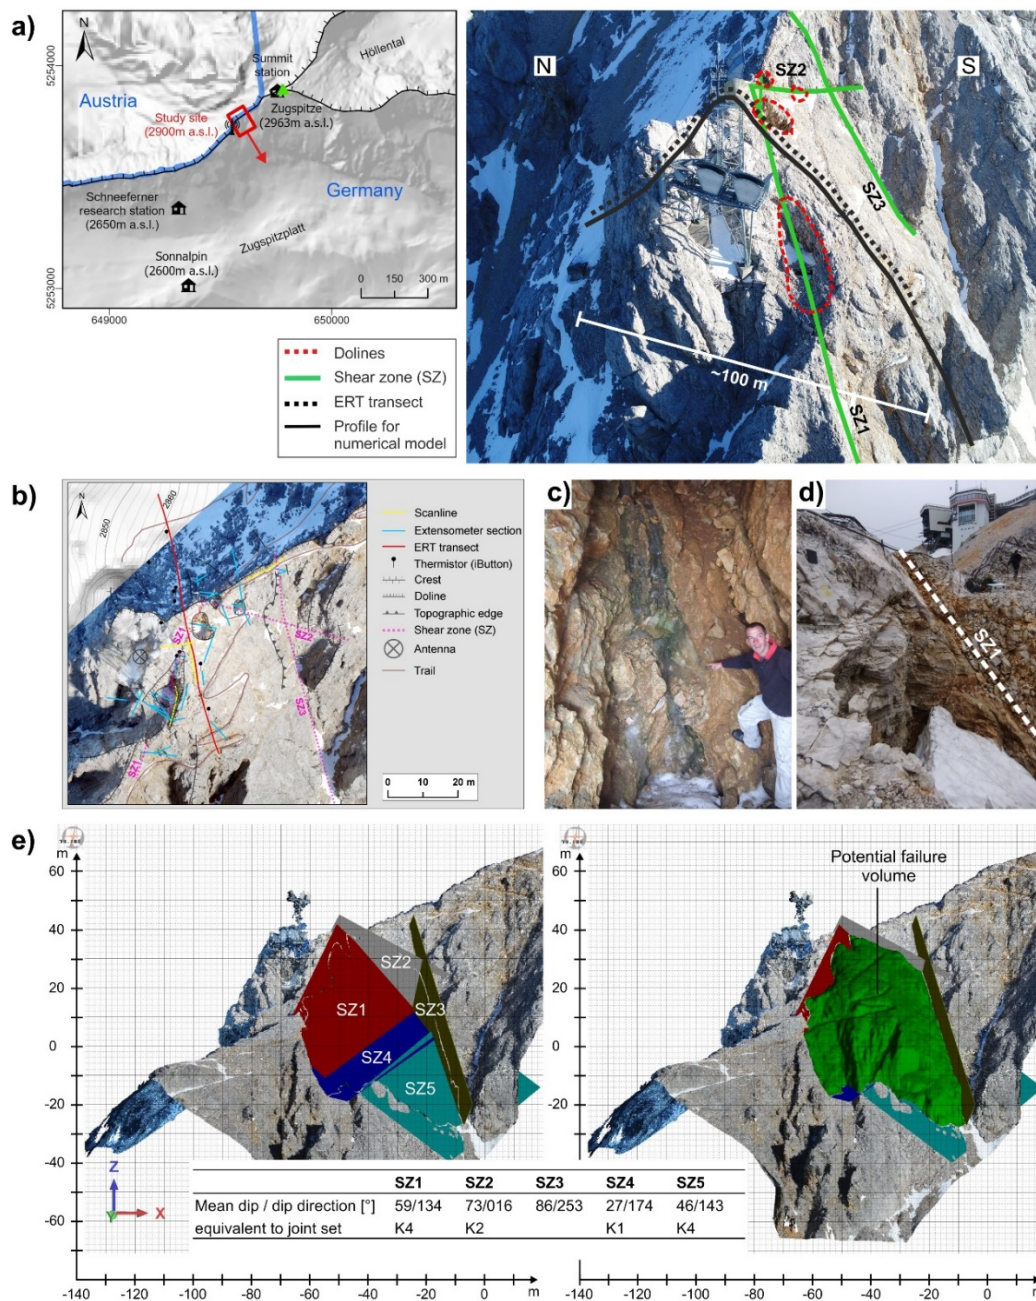 a)
N
5254000
Höllental
Summit
station
Austria
Zugspitze
(2963m a.s.l.)
Study site
(2900m a.s.l.)
Germany
Schneeferner
research station
(2650m a.s.l.)
Zugspitzplatt
Sonnalpin
(2600m a.s.l.)
0 150 300 m
5253000
649000
650000
Dolines
Shear zone (SZ)
ERT transect
Profile for
numerical model
N
S
SZ2
SZ3
~100 m
SZ1
b)
N
2850
2860
SZ1
SZ2
SZ3
SZ1
Scanline
Extensometer section
ERT transect
Thermistor (iButton)
Crest
Doline
Topographic edge
Shear zone (SZ)
Antenna
Trail
0 10 20 m
c)
d)
SZ1
e)
m
60
40
20
0
-20
-40
-60
SZ2
SZ1
SZ3
SZ4
SZ5
Z
Y
X
-140 -120 -100 -80 -60 -40 -20 0 m
m
60
40
20
0
-20
-40
Potential failure
volume
SZ1 SZ2 SZ3 SZ4 SZ5
Mean dip / dip direction [°] 59/134 73/016 86/253 27/174 46/143
equivalent to joint set K4 K2 K1 K4
-140 -120 -100 -80 -60 -40 -20 0 m